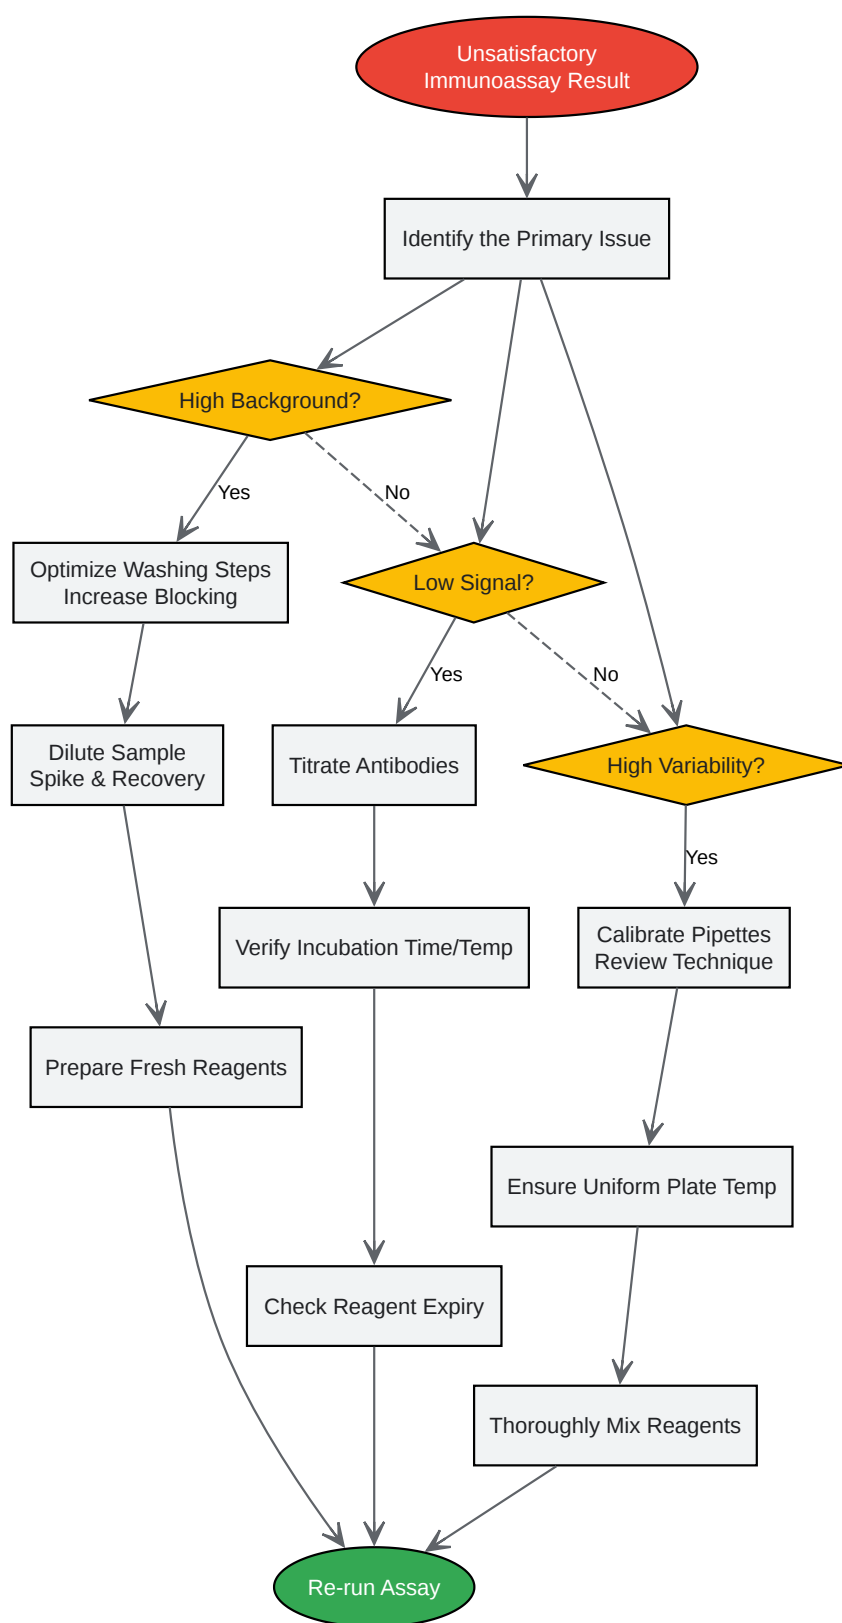 Unsatisfactory
Immunoassay Result
Identify the Primary Issue
High Background?
Yes
No
Optimize Washing Steps
Increase Blocking
Low Signal?
Yes
No
Dilute Sample
Spike & Recovery
Titrate Antibodies
High Variability?
Yes
Verify Incubation Time/Temp
Calibrate Pipettes
Review Technique
Prepare Fresh Reagents
Ensure Uniform Plate Temp
Check Reagent Expiry
Thoroughly Mix Reagents
Re-run Assay